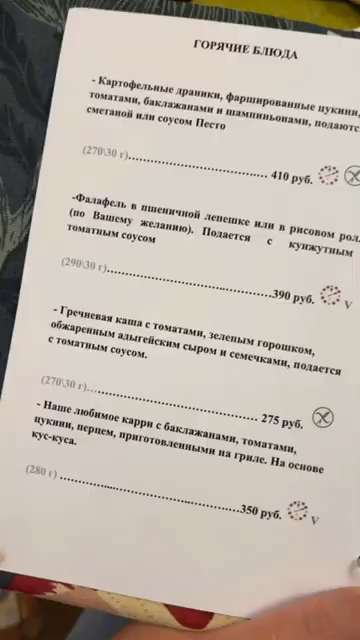 ГОРЯЧИЕ БЛЮДА
- Картофельные драники, фаршированные цукини,
томатами, баклажанами и шампиньонами, подаются
сметаной или соусом Песто
(270\30 г)..................................... 410 руб.
-Фалафель в пшеничной лепешке или в рисовом
(по Вашему желанию). Подается с кунжутным
томатным соусом
(290\30 г)..........................................390 руб.
V
- Гречневая каша с томатами, зеленым горошком,
обжаренным адыгейским сыром и семечками, подается
с томатным соусом.
(270\30 г)............................................. 275 руб.
- Наше любимое карри с баклажанами, томатами,
цукини, перцем, приготовленными на гриле. На основе
кус-куса.
(280 г) ................................................350 руб.
V